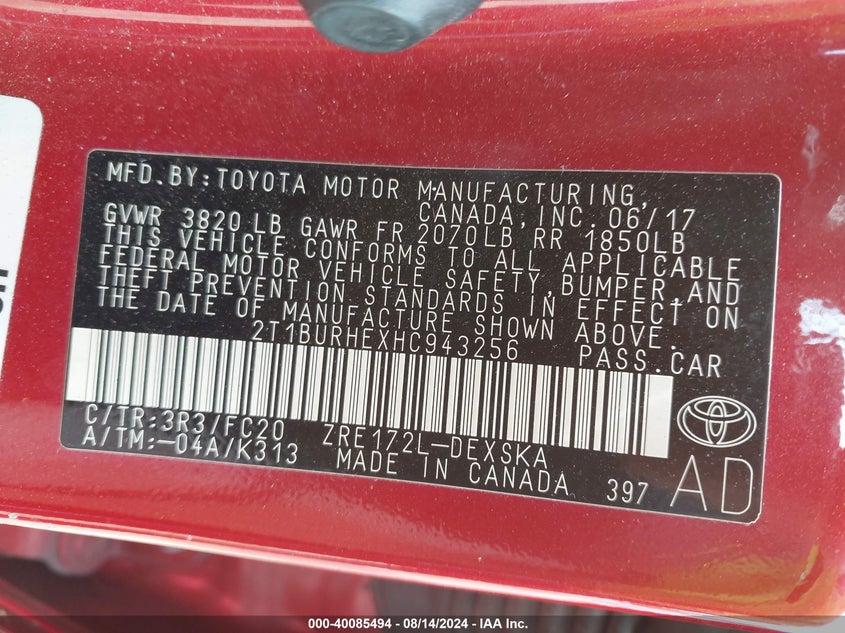 MFD.BY:TOYOTA MOTOR MANUFACTURING,
CANADA,INC. 06/17
GVWR 3820 LB GAWR FR 2070LB RR 1850LB
THIS VEHICLE CONFORMS TO ALL APPLICABLE
FEDERAL MOTOR VEHICLE SAFETY,BUMPER,AND
THEFT PREVENTION STANDARDS IN EFFECT ON
THE DATE OF MANUFACTURE SHOWN ABOVE.
2T1BURHEXHC943256 PASS.CAR
C/TR:3R3/FC20 ZRE172L-DEXSKA
A/TM:-04A/K313 MADE IN CANADA 397 AD
000-40085494 - 08/14/2024 - IAA Inc.